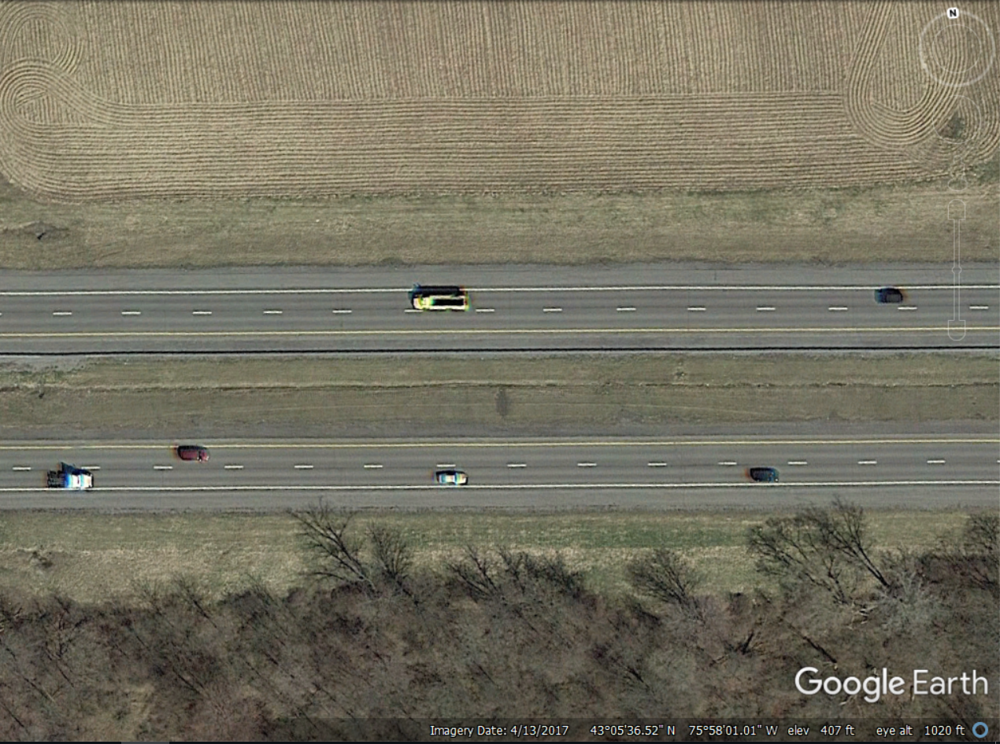 N
Google Earth
Imagery Date: 4/13/2017 43°05'36.52" N 75°58'01.01" W elev 407 ft eye alt 1020 ft